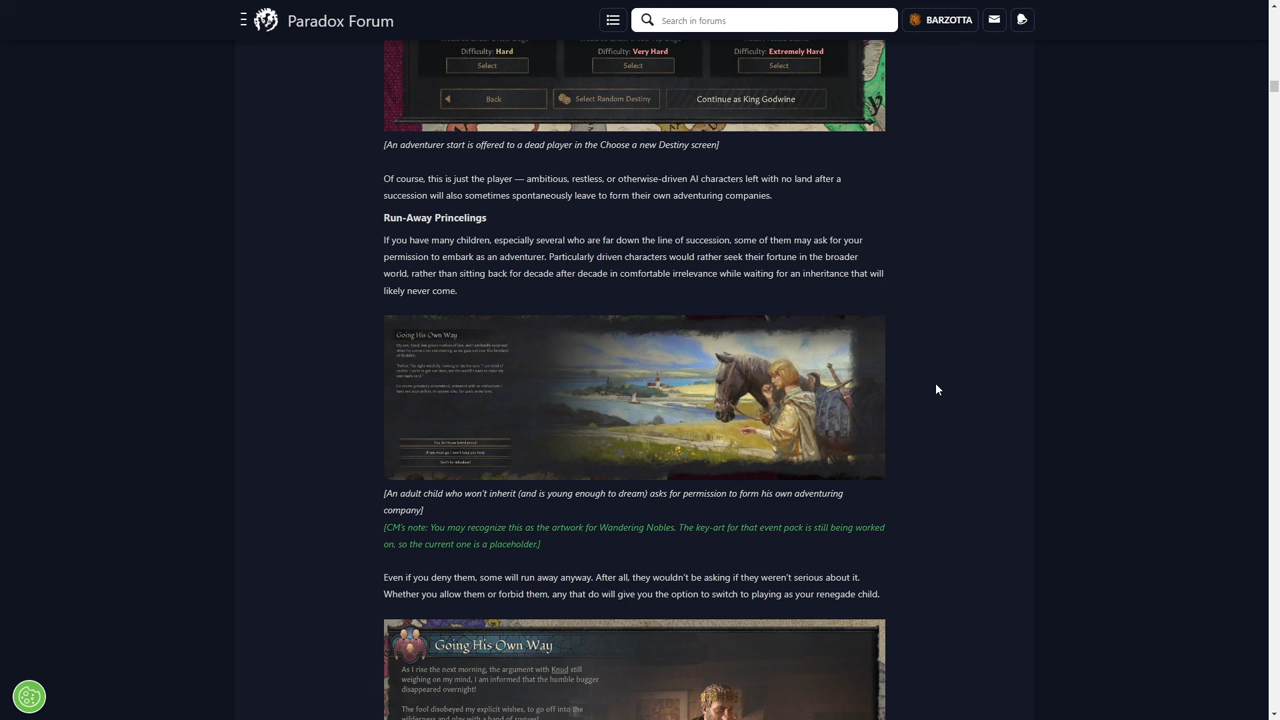 Paradox Forum
Search in forums
BARZOTTA
Difficulty: Hard
Difficulty: Very Hard
Difficulty: Extremely Hard
Select
Select
Select
Back
Select Random Destiny
Continue as King Godwine
[An adventurer start is offered to a dead player in the Choose a new Destiny screen]
Of course, this is just the player — ambitious, restless, or otherwise-driven AI characters left with no land after a
succession will also sometimes spontaneously leave to form their own adventuring companies.
Run-Away Princelings
If you have many children, especially several who are far down the line of succession, some of them may ask for your
permission to embark as an adventurer. Particularly driven characters would rather seek their fortune in the broader
world, rather than sitting back for decade after decade in comfortable irrelevance while waiting for an inheritance that will
likely never come.
Going His Own Way
[An adult child who won't inherit (and is young enough to dream) asks for permission to form his own adventuring
company]
[CM's note: You may recognize this as the artwork for Wandering Nobles. The key-art for that event pack is still being worked
on, so the current one is a placeholder.]
Even if you deny them, some will run away anyway. After all, they wouldn't be asking if they weren't serious about it.
Whether you allow them or forbid them, any that do will give you the option to switch to playing as your renegade child.
Going His Own Way
As I rise the next morning, the argument with Knud still
weighing on my mind, I am informed that the humble bugger
disappeared overnight!
The fool disobeyed my explicit wishes, to go off into the